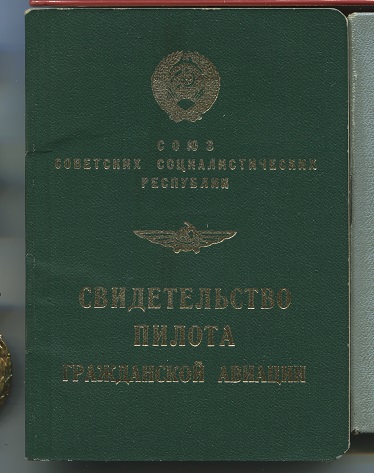 СОЮЗ
СОВЕТСКИХ СОЦИАЛИСТИЧЕСКИХ
РЕСПУБЛИК
СВИДЕТЕЛЬСТВО
ПИЛОТА
ГРАЖДАНСКОЙ АВИАЦИИ